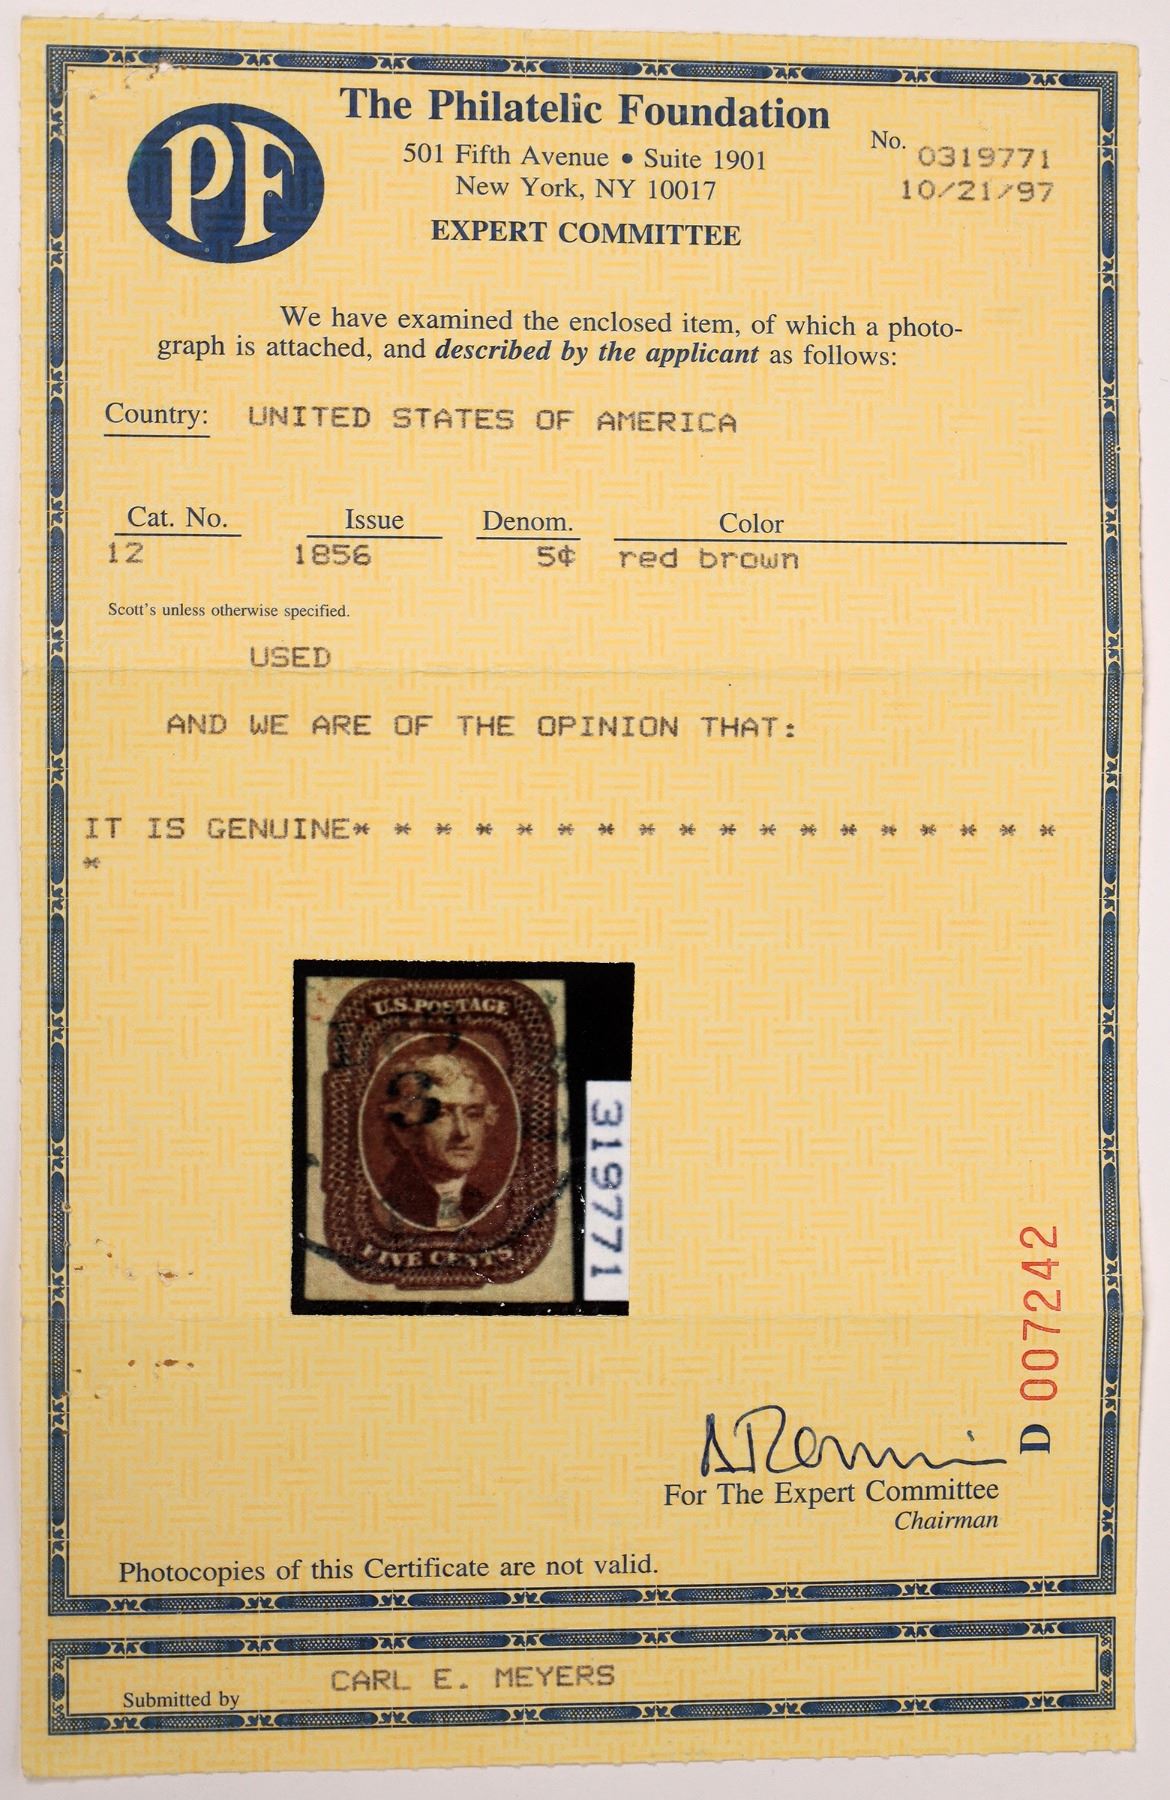 The Philatelic Foundation
PF
501 Fifth Avenue • Suite 1901
New York, NY 10017
EXPERT COMMITTEE
No. 0319771
10/21/97
We have examined the enclosed item, of which a photo-
graph is attached, and described by the applicant as follows:
Country: UNITED STATES OF AMERICA
Cat. No. Issue Denom. Color
12 1856 5¢ red brown
Scott's unless otherwise specified.
USED
AND WE ARE OF THE OPINION THAT:
IT IS GENUINE* * * * * * * * * * * * * * * * * *
*
U.S. POSTAGE
3
FIVE CENTS
319771
D 007242
For The Expert Committee
Chairman
Photocopies of this Certificate are not valid.
Submitted by CARL E. MEYERS